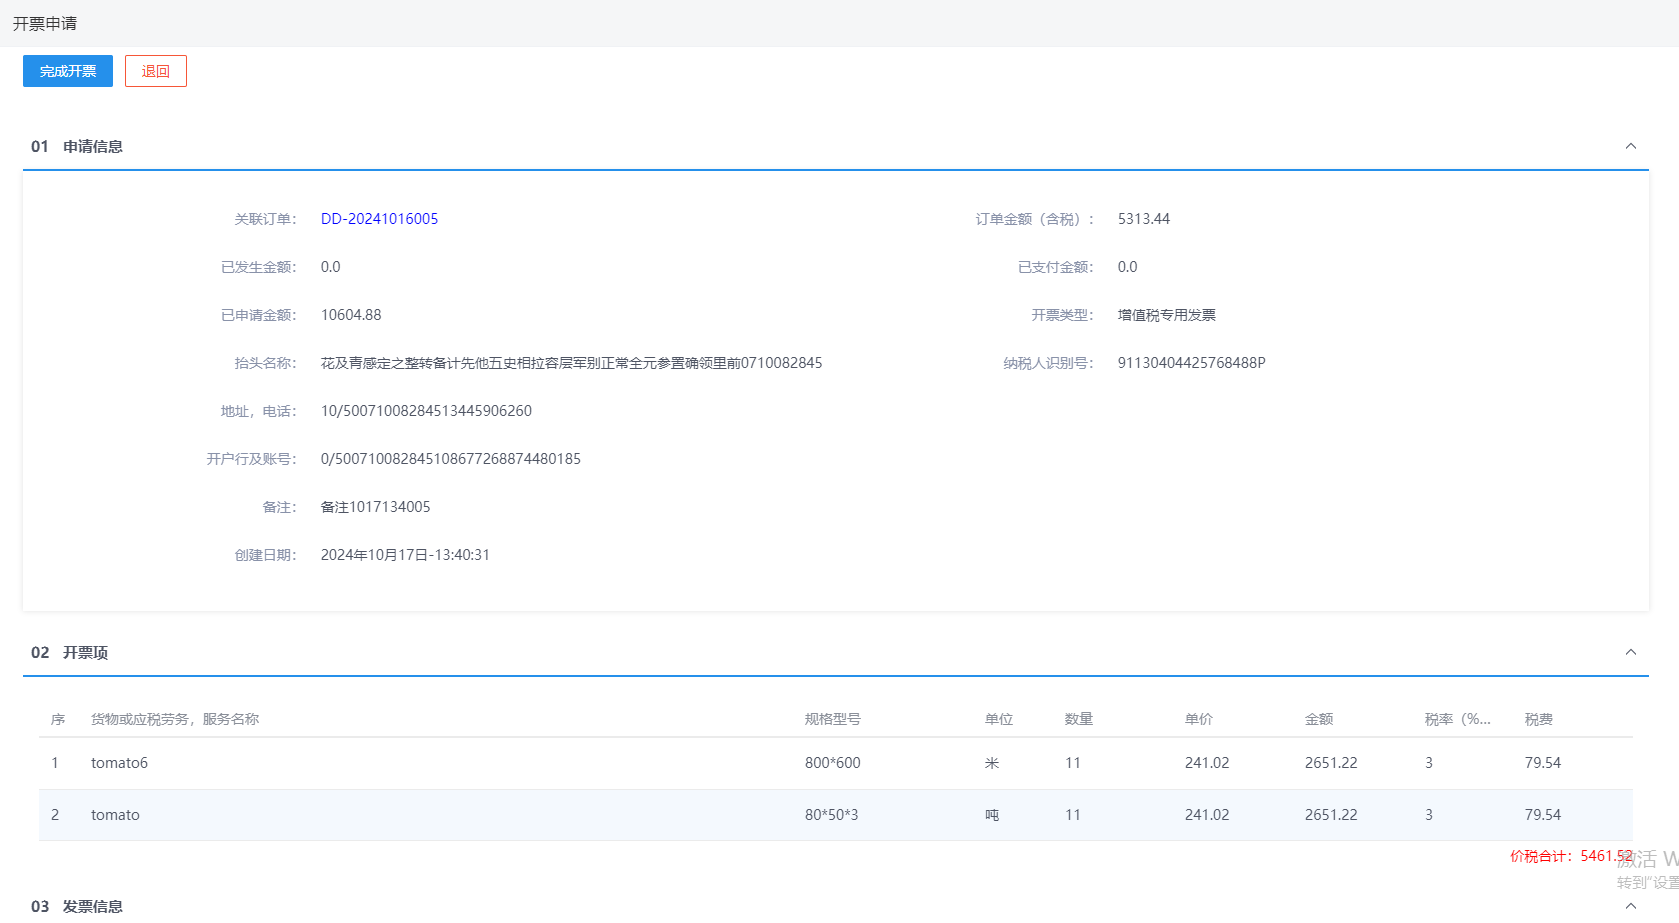 开票申请
完成开票 退回
01 申请信息
关联订单: DD-20241016005 订单金额（含税）: 5313.44
已发生金额: 0.0 已支付金额: 0.0
已申请金额: 10604.88 开票类型: 增值税专用发票
抬头名称: 花及青感定之整转备计先他五史相拉容层军别正常全元参置确领里前0710082845 纳税人识别号: 91130404425768488P
地址，电话: 10/50071008284513445906260
开户行及账号: 0/500710082845108677268874480185
备注: 备注1017134005
创建日期: 2024年10月17日-13:40:31
02 开票项
序 货物或应税劳务，服务名称 规格型号 单位 数量 单价 金额 税率（%... 税费
1 tomato6 800*600 米 11 241.02 2651.22 3 79.54
2 tomato 80*50*3 吨 11 241.02 2651.22 3 79.54
价税合计：5461.52
激活 W
转到"设置
03 发票信息